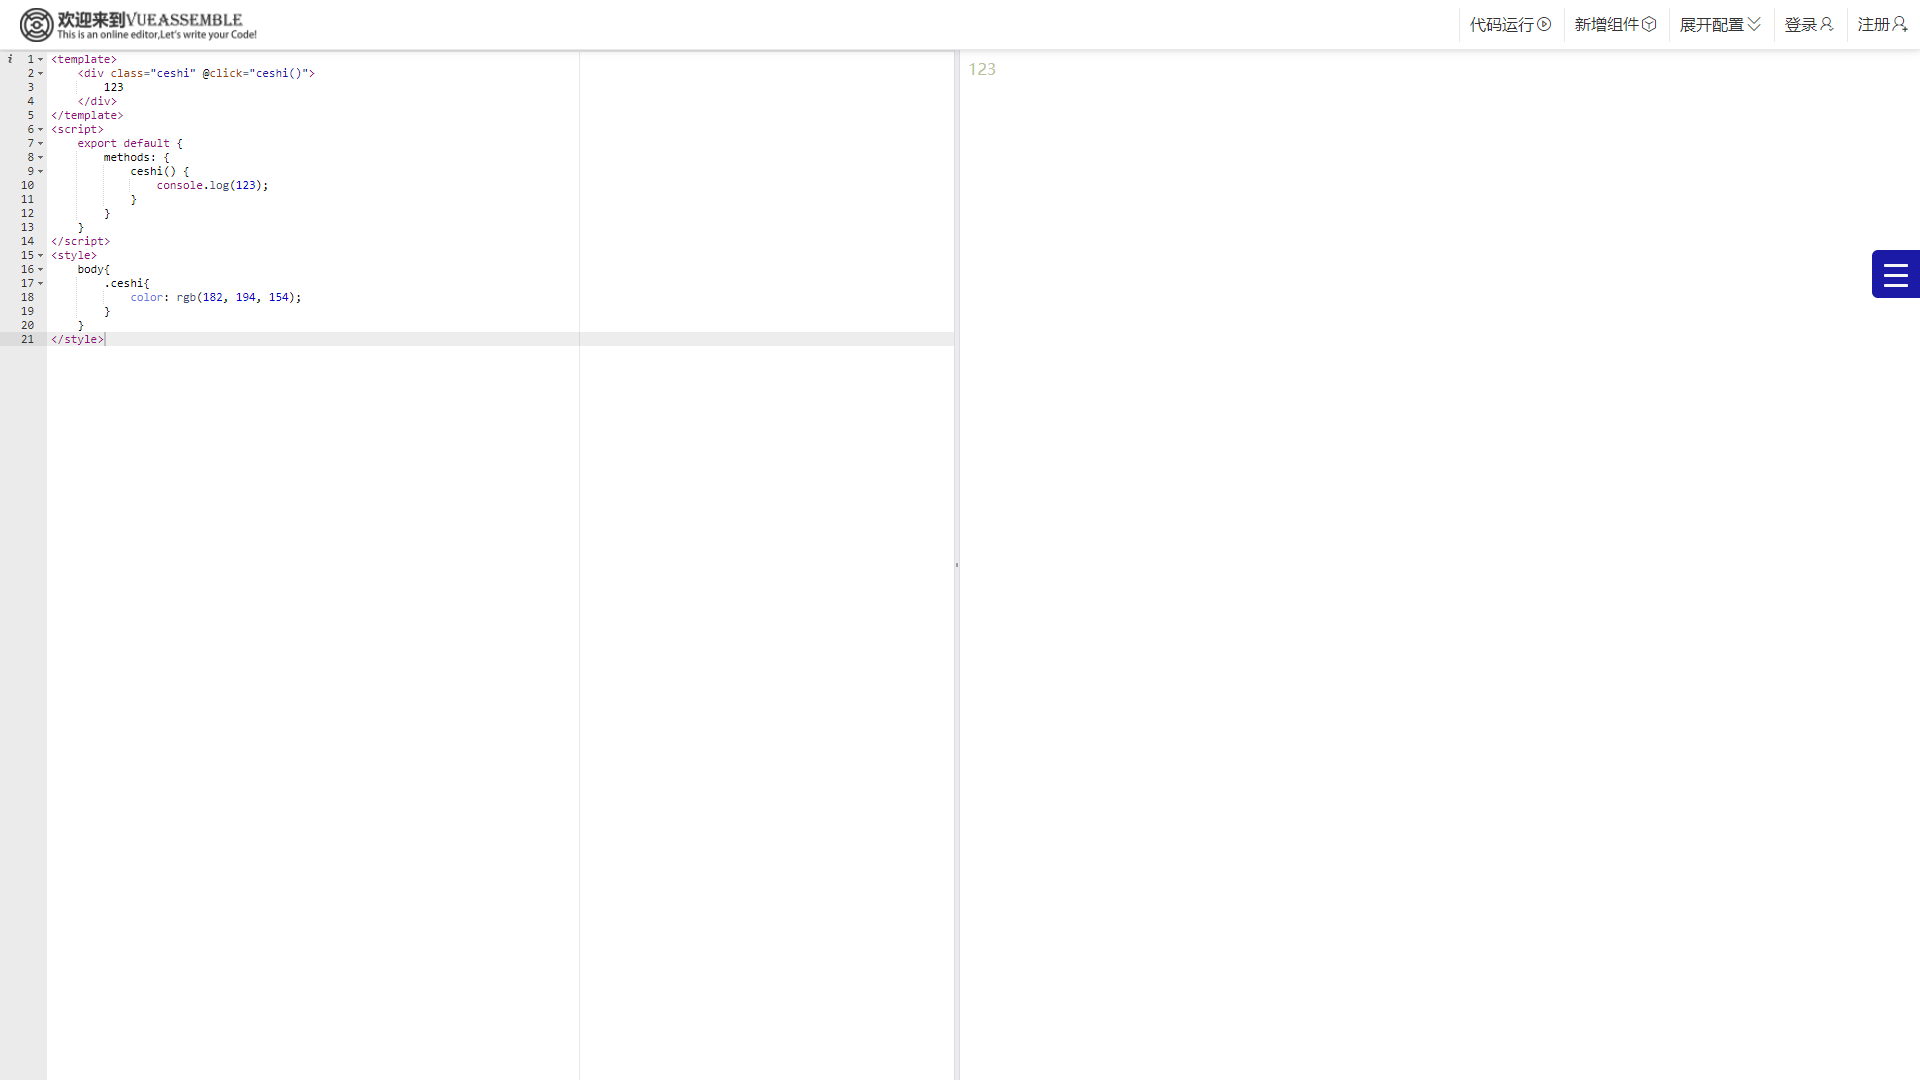 欢迎来到VUEASSEMBLE
This is an online editor,Let's write your Code!
代码运行 新增组件 展开配置 登录 注册
i 1 <template>
2 <div class="ceshi" @click="ceshi()">
3 123
4 </div>
5 </template>
6 <script>
7 export default {
8 methods: {
9 ceshi() {
10 console.log(123);
11 }
12 }
13 }
14 </script>
15 <style>
16 body{
17 .ceshi{
18 color: rgb(182, 194, 154);
19 }
20 }
21 </style>
123